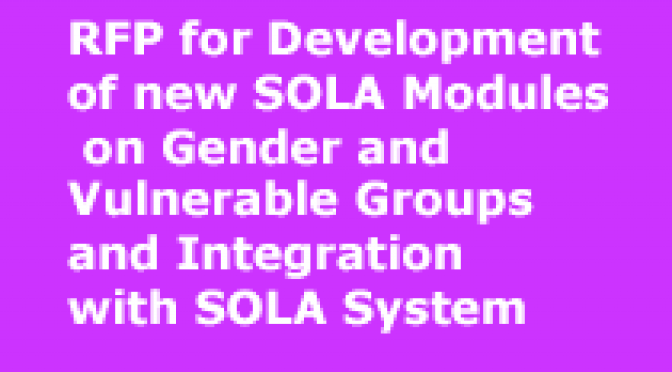 RFP for Development
of new SOLA Modules
on Gender and
Vulnerable Groups
and Integration
with SOLA System